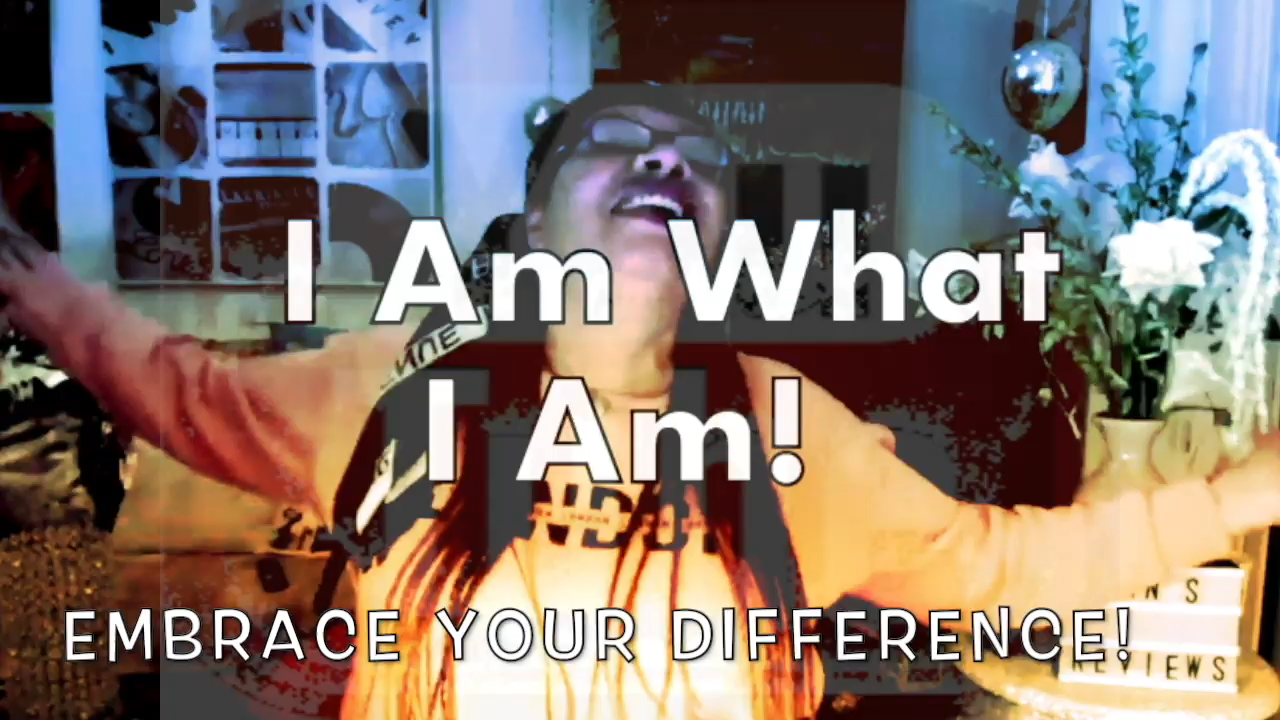 I Am What
I Am!
EMBRACE YOUR DIFFERENCE!
N S
REVIEWS